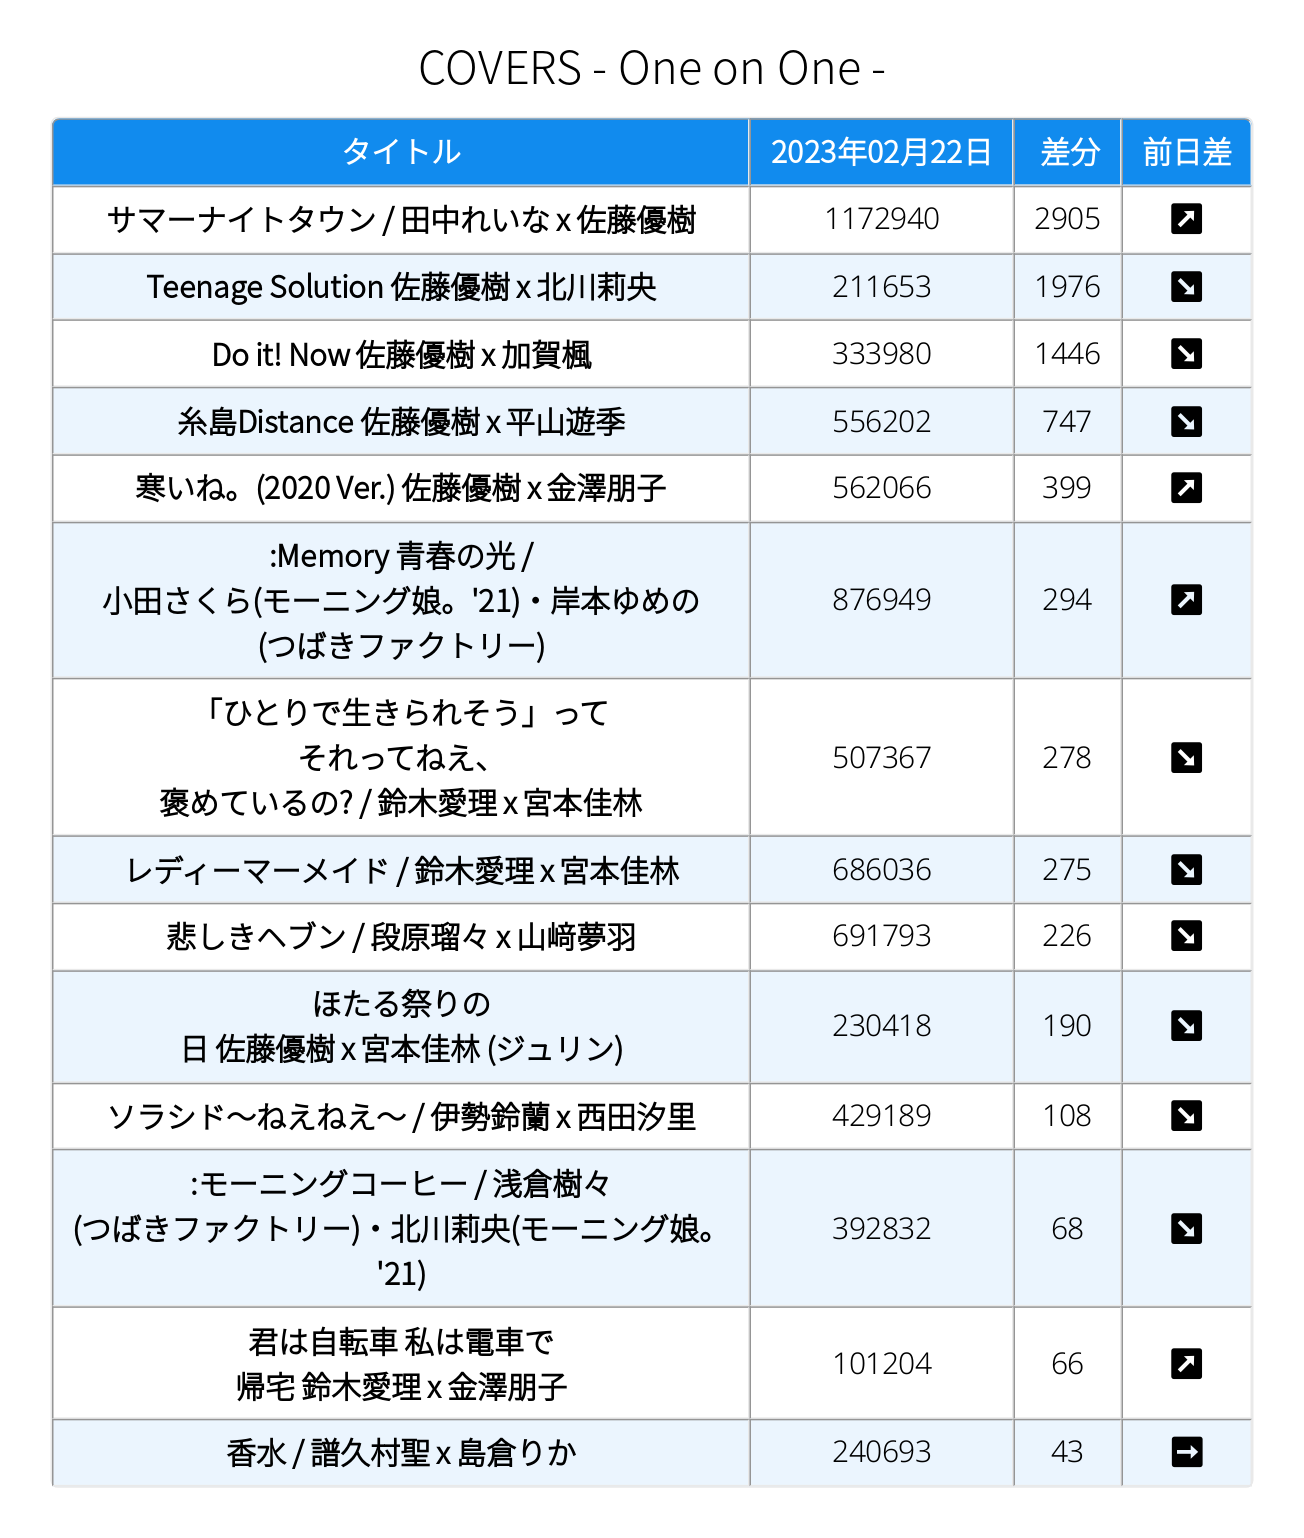 COVERS - One on One -
タイトル 2023年02月22日 差分 前日差
サマーナイトタウン / 田中れいな x 佐藤優樹 1172940 2905
Teenage Solution 佐藤優樹 x 北川莉央 211653 1976
Do it! Now 佐藤優樹 x 加賀楓 333980 1446
糸島Distance 佐藤優樹 x 平山遊季 556202 747
寒いね。(2020 Ver.) 佐藤優樹 x 金澤朋子 562066 399
:Memory 青春の光 /
小田さくら(モーニング娘。'21)・岸本ゆめの
(つばきファクトリー) 876949 294
「ひとりで生きられそう」って
それってねえ、
褒めているの? / 鈴木愛理 x 宮本佳林 507367 278
レディーマーメイド / 鈴木愛理 x 宮本佳林 686036 275
悲しきヘブン / 段原瑠々 x 山﨑夢羽 691793 226
ほたる祭りの
日 佐藤優樹 x 宮本佳林 (ジュリン) 230418 190
ソラシド〜ねえねえ〜 / 伊勢鈴蘭 x 西田汐里 429189 108
:モーニングコーヒー / 浅倉樹々
(つばきファクトリー)・北川莉央(モーニング娘。
'21) 392832 68
君は自転車 私は電車で
帰宅 鈴木愛理 x 金澤朋子 101204 66
香水 / 譜久村聖 x 島倉りか 240693 43